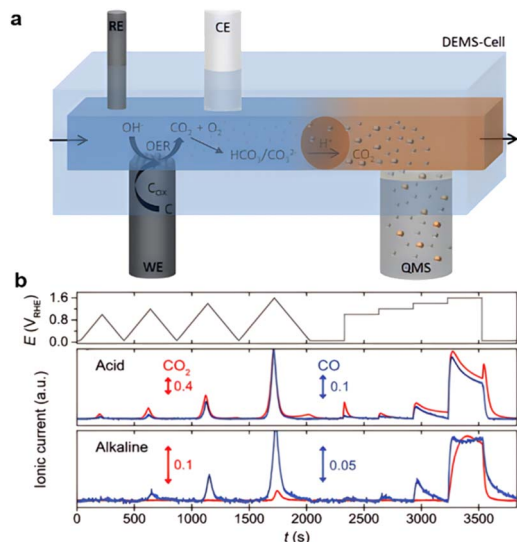 a
RE
CE
DEMS-Cell
OH⁻
CO₂ + O₂
OER
HCO₃⁻/CO₃²⁻
H⁺
CO₂
C_OX
C
WE
QMS
b
E (V_RHE)
1.6
0.8
0.0
Ionic current (a.u.)
Acid
CO₂
0.4
CO
0.1
Alkaline
0.1
0.05
0 500 1000 1500 2000 2500 3000 3500
t (s)